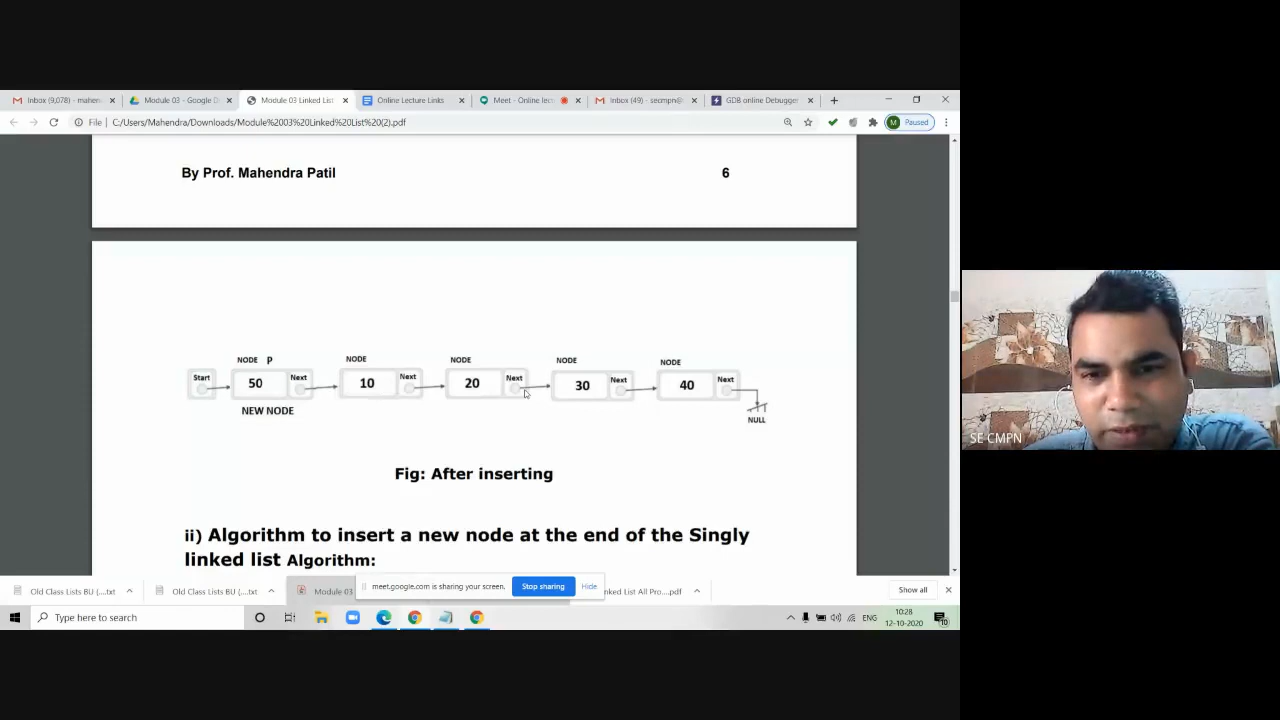 Inbox (9,078) - mahen
Module 03 - Google D
Module 03 Linked List
Online Lecture Links
Meet - Online lec
Inbox (49) - secmpn@
GDB online Debugger
File | C:/Users/Mahendra/Downloads/Module%2003%20Linked%20List%20(2).pdf
M Paused
By Prof. Mahendra Patil 6
NODE P NODE NODE NODE NODE
Start 50 Next 10 Next 20 Next 30 Next 40 Next
NEW NODE NULL
Fig: After inserting
ii) Algorithm to insert a new node at the end of the Singly
linked list Algorithm:
SE CMPN
Old Class Lists BU (....txt
Old Class Lists BU (....txt
Module 03
meet.google.com is sharing your screen. Stop sharing Hide
nked List All Pro....pdf
Show all
Type here to search
ENG
10:28
12-10-2020
10